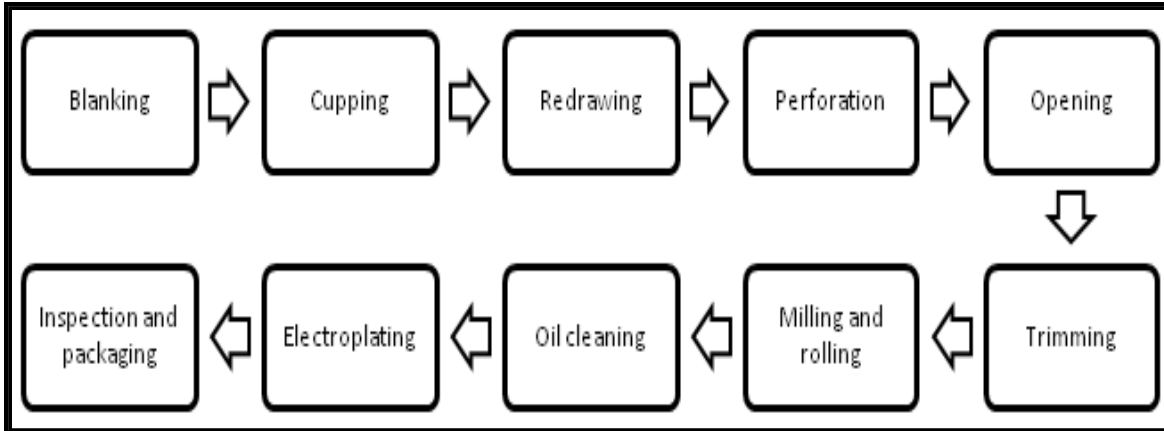 Blanking
Cupping
Redrawing
Perforation
Opening
Trimming
Milling and
rolling
Oil cleaning
Electroplating
Inspection and
packaging